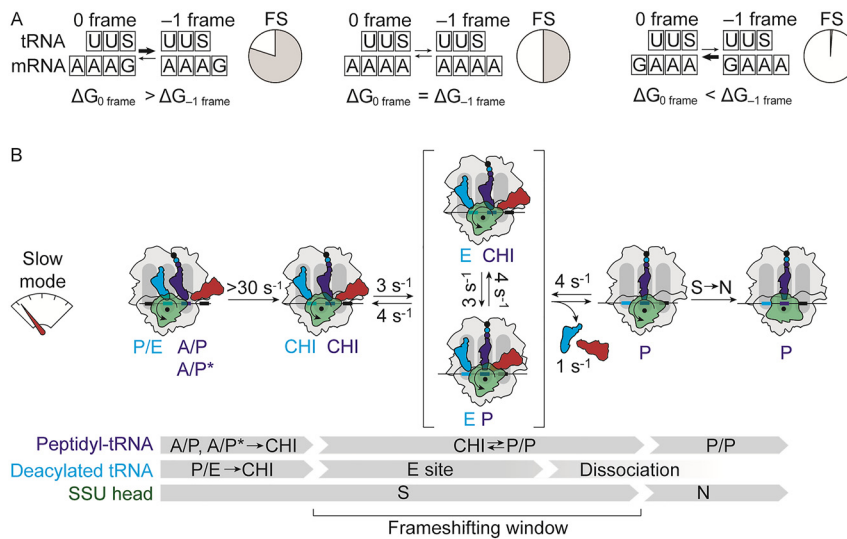 A
0 frame –1 frame FS
tRNA UUS UUS
mRNA AAAG AAAG
ΔG0 frame > ΔG–1 frame
0 frame –1 frame FS
UUS UUS
AAAA AAAA
ΔG0 frame = ΔG–1 frame
0 frame –1 frame FS
UUS UUS
GAAA GAAA
ΔG0 frame < ΔG–1 frame
B
Slow
mode
P/E A/P
A/P*
>30 s-1
CHI CHI
3 s-1
4 s-1
E CHI
3 s-1
4 s-1
E P
4 s-1
1 s-1
P
S→N
P
Peptidyl-tRNA A/P, A/P*→CHI CHI⇌P/P P/P
Deacylated tRNA P/E→CHI E site Dissociation
SSU head S N
Frameshifting window